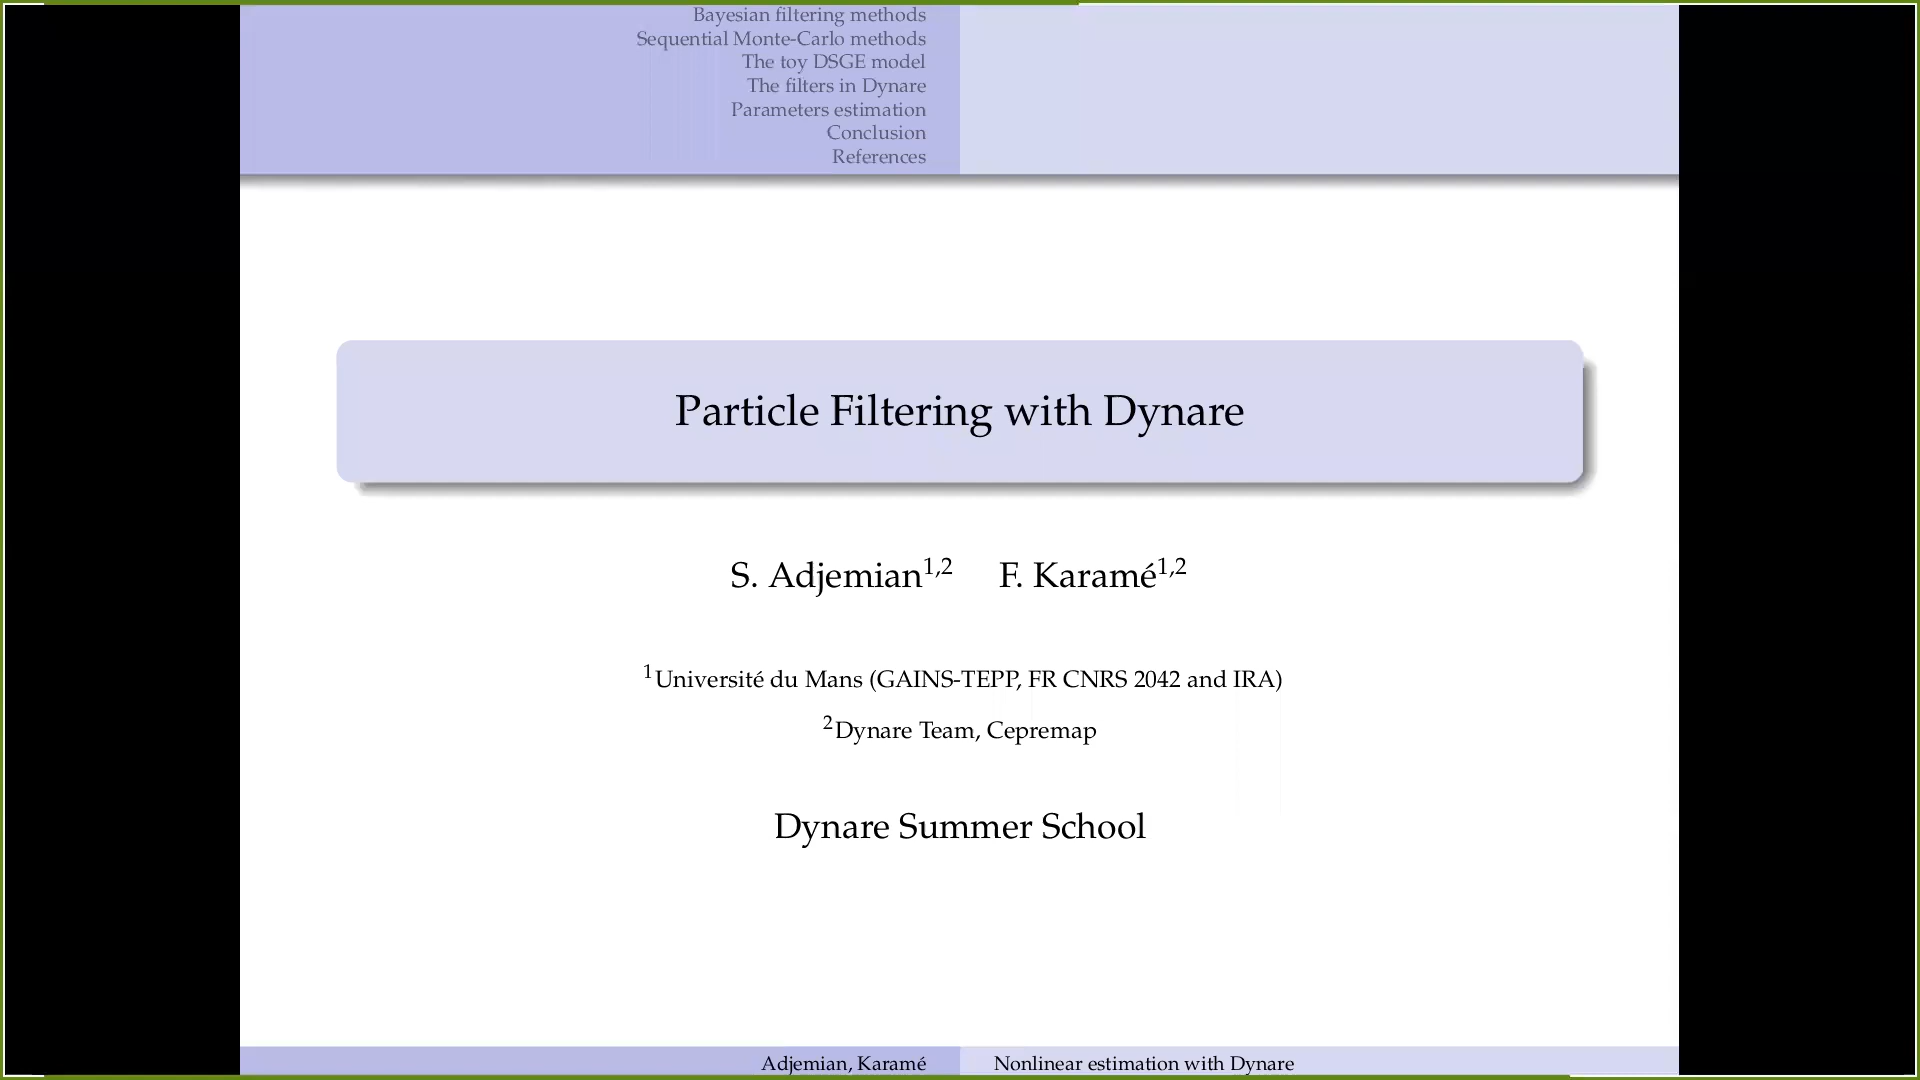 Bayesian filtering methods
Sequential Monte-Carlo methods
The toy DSGE model
The filters in Dynare
Parameters estimation
Conclusion
References
Particle Filtering with Dynare
S. Adjemian1,2 F. Karamé1,2
1Université du Mans (GAINS-TEPP, FR CNRS 2042 and IRA)
2Dynare Team, Cepremap
Dynare Summer School
Adjemian, Karamé Nonlinear estimation with Dynare